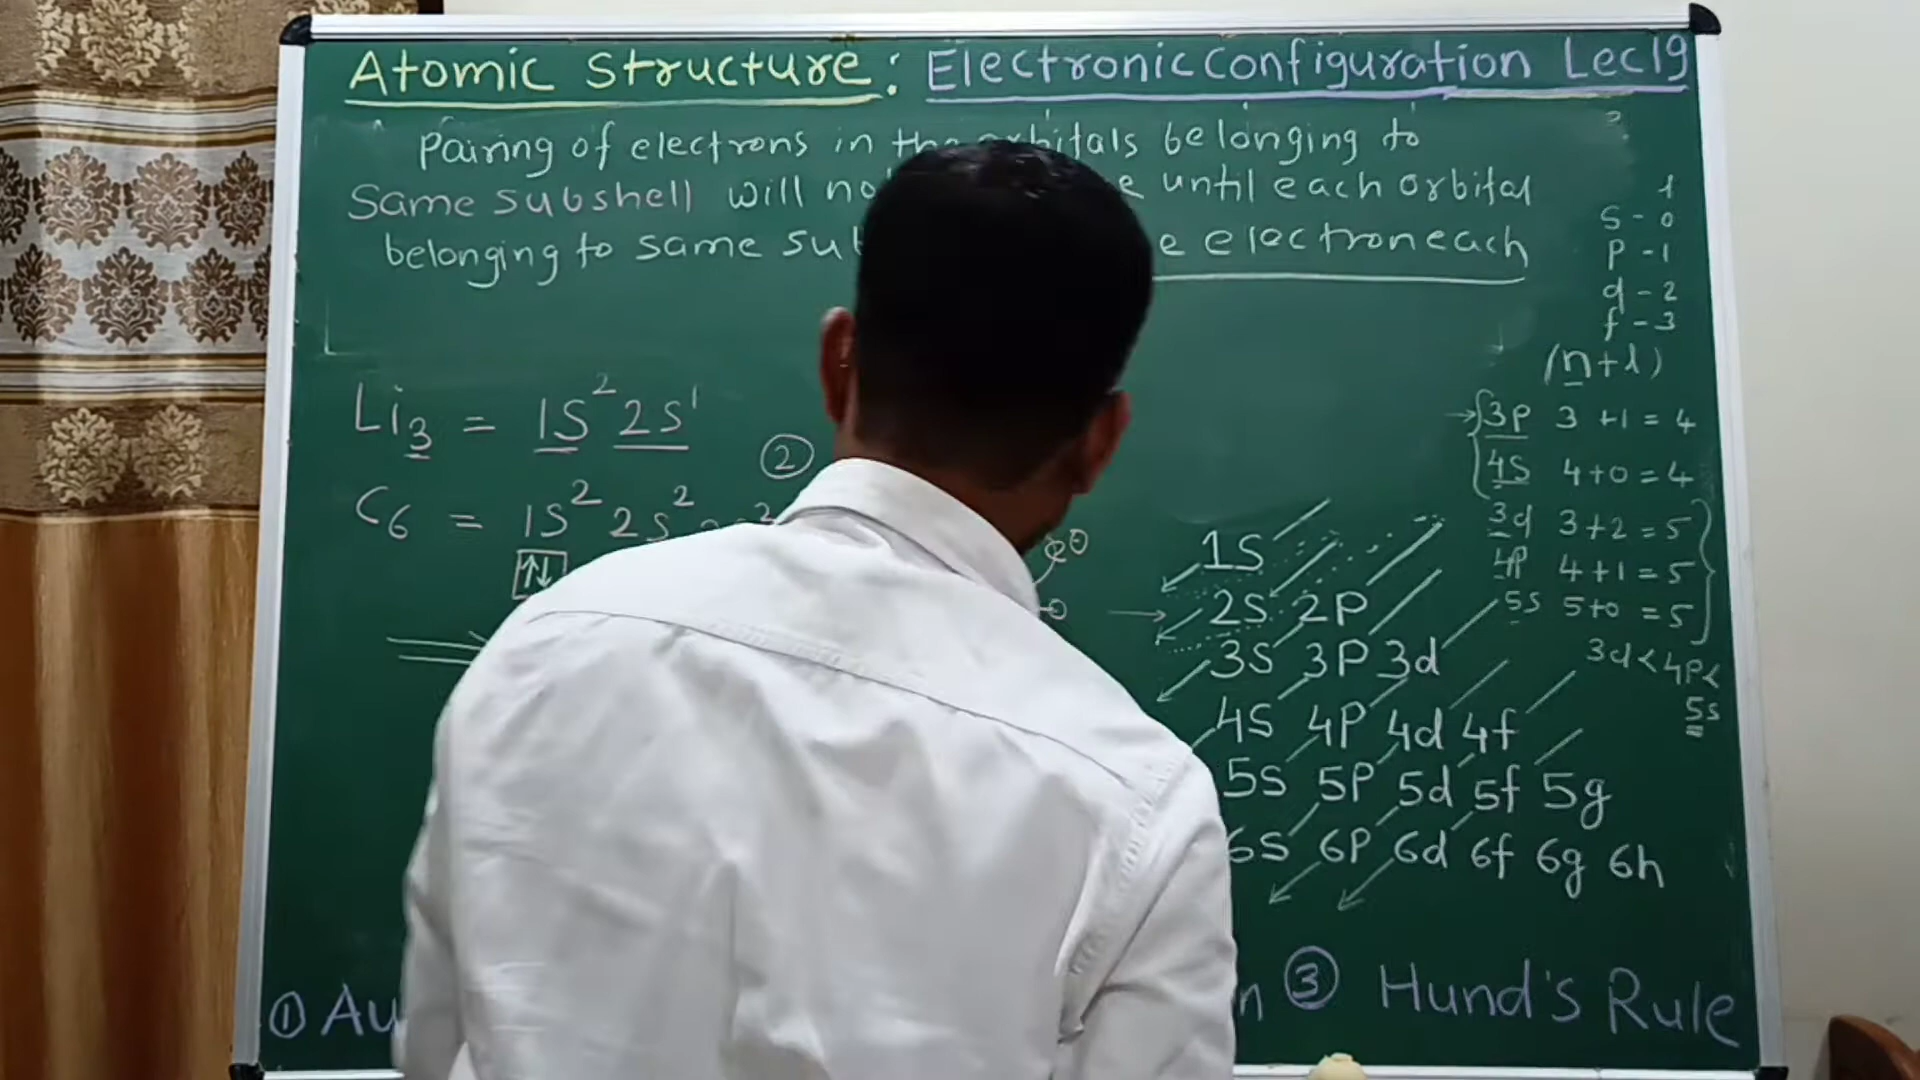 Atomic Structure: Electronic Configuration Lec19
Pairing of electrons in the orbitals belonging to
Same subshell will until each orbital
belonging to same electron each
Li3 = 1s² 2s¹
②
C6 = 1s² 2s²
↑↓
l
s - 0
p - 1
d - 2
f - 3
(n+l)
3p 3 +1 = 4
4s 4+0 = 4
3d 3+2 = 5
4p 4+1 = 5
5s 5+0 = 5
3d < 4p <
5s
1s
2s 2p
3s 3p 3d
4s 4p 4d 4f
5s 5p 5d 5f 5g
6s 6p 6d 6f 6g 6h
① ③ Hund's Rule